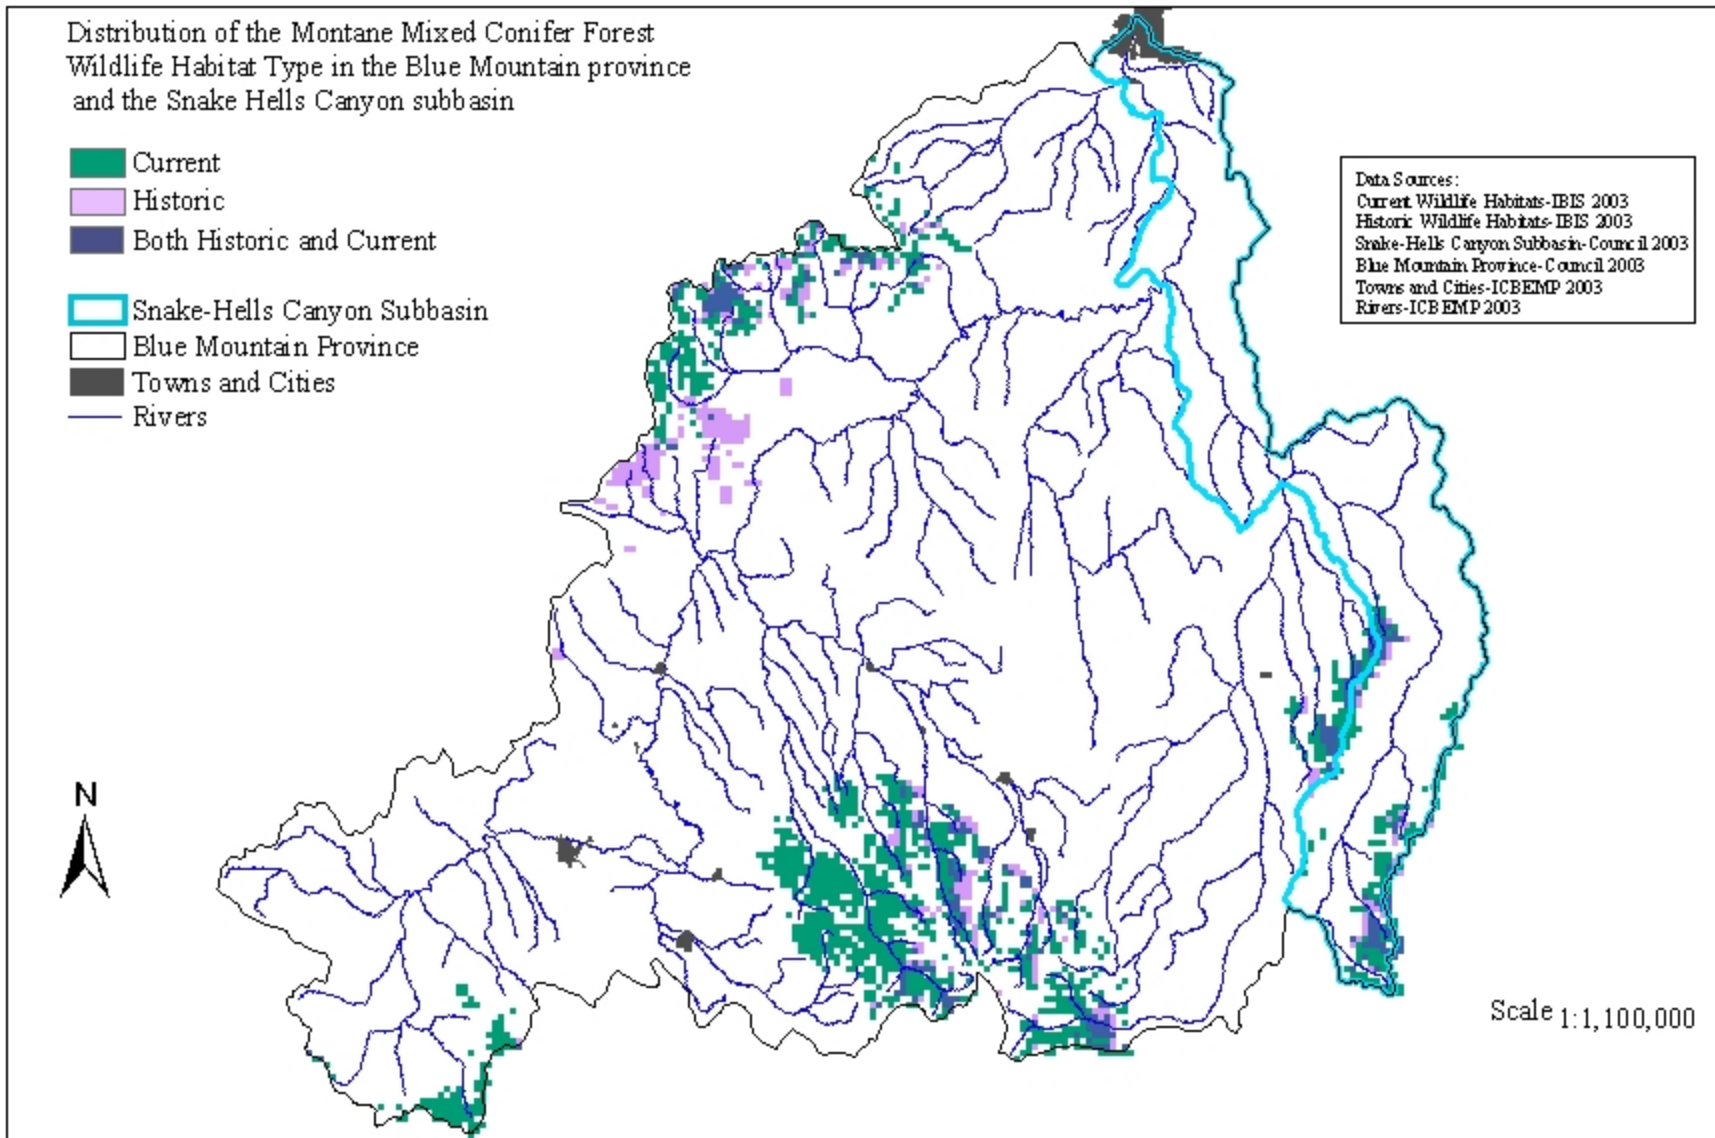 Distribution of the Montane Mixed Conifer Forest
Wildlife Habitat Type in the Blue Mountain province
and the Snake Hells Canyon subbasin
Current
Historic
Both Historic and Current
Snake-Hells Canyon Subbasin
Blue Mountain Province
Towns and Cities
Rivers
Data Sources:
Current Wildlife Habitats-IBIS 2003
Historic Wildlife Habitats-IBIS 2003
Snake-Hells Canyon Subbasin-Council 2003
Blue Mountain Province-Council 2003
Towns and Cities-ICBEMP 2003
Rivers-ICBEMP 2003
N
Scale 1:1,100,000